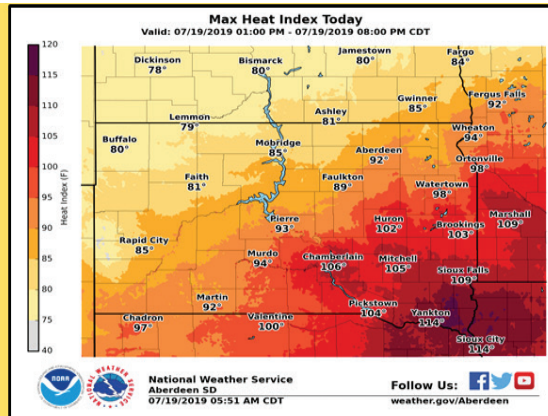 Max Heat Index Today
Valid: 07/19/2019 01:00 PM - 07/19/2019 08:00 PM CDT
120
115
110
105
100
95
90
85
80
60
40
Heat Index (F)
Dickinson
78°
Bismarck
80°
Jamestown
80°
Fargo
84°
Fergus Falls
92°
Gwinner
85°
Ashley
81°
Lemmon
79°
Wheaton
94°
Buffalo
80°
Mobridge
85°
Aberdeen
92°
Ortonville
98°
Faith
81°
Faulkton
89°
Watertown
98°
Pierre
93°
Huron
102°
Brookings
103°
Marshall
109°
Rapid City
85°
Murdo
94°
Chamberlain
106°
Mitchell
105°
Sioux Falls
109°
Martin
92°
Pickstown
104°
Yankton
114°
Chadron
97°
Valentine
100°
Sioux City
114°
NOAA
NATIONAL WEATHER SERVICE
National Weather Service
Aberdeen SD
07/19/2019 05:51 AM CDT
Follow Us:
weather.gov/Aberdeen